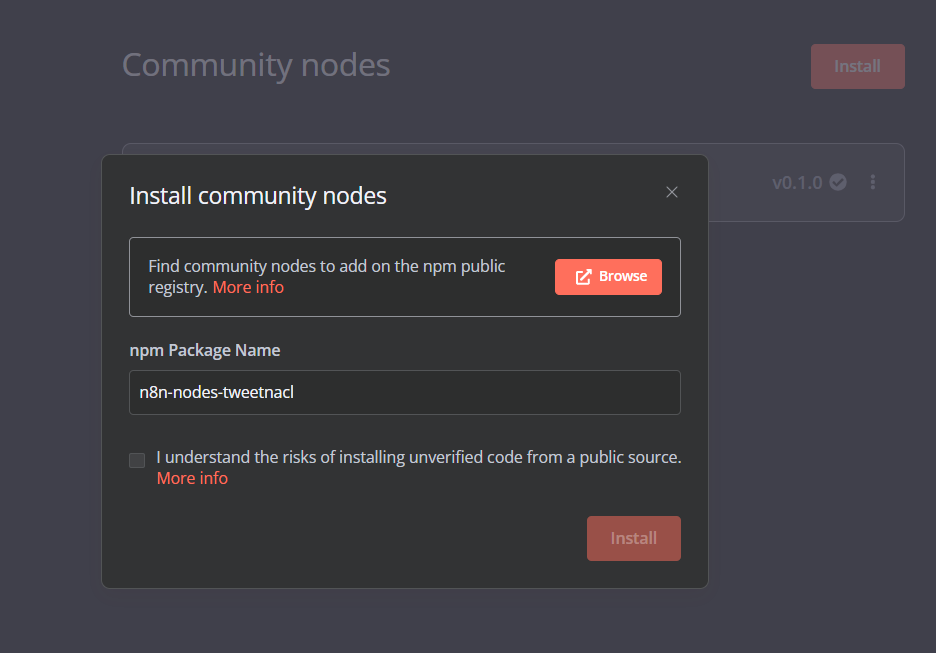 Community nodes
Install
v0.1.0
Install community nodes
Find community nodes to add on the npm public
registry. More info
Browse
npm Package Name
n8n-nodes-tweetnacl
I understand the risks of installing unverified code from a public source.
More info
Install